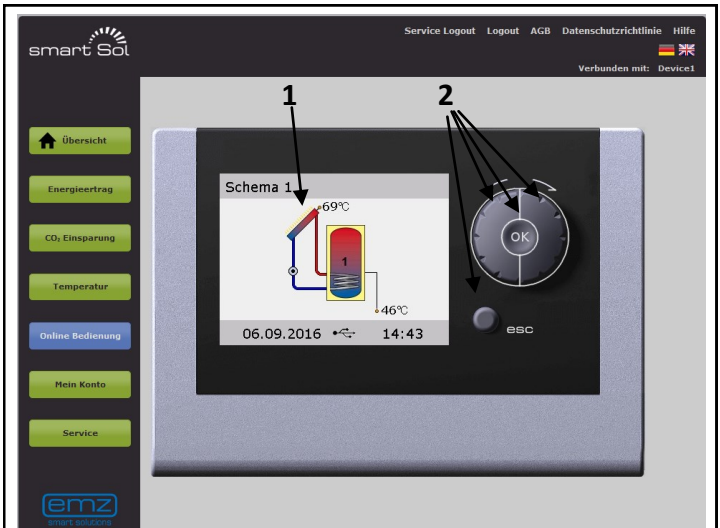 smart Sol
Service Logout Logout AGB Datenschutzrichtlinie Hilfe
Verbunden mit: Device1
1
2
Übersicht
Energieertrag
CO₂ Einsparung
Temperatur
Online Bedienung
Mein Konto
Service
Schema 1
69°C
1
46°C
06.09.2016 14:43
OK
esc
emz
smart solutions